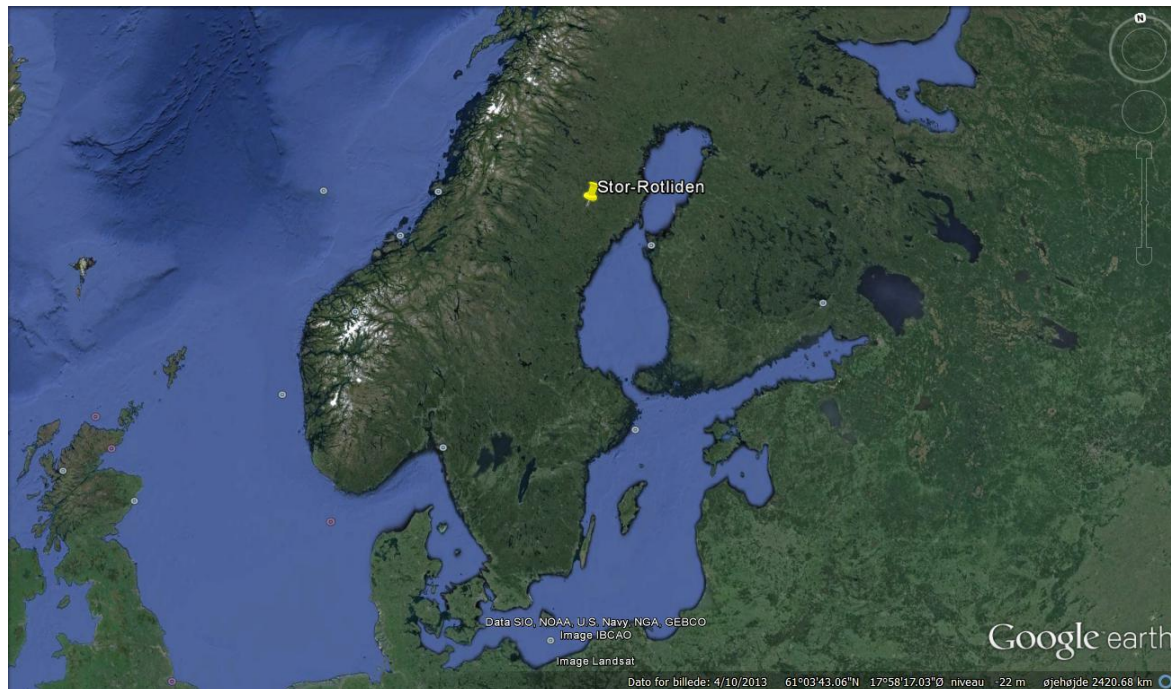 N
Stor-Rotliden
Data SIO, NOAA, U.S. Navy, NGA, GEBCO
Image IBCAO
Image Landsat
Google earth
Dato for billede: 4/10/2013 61°03'43.06"N 17°58'17.03"Ø niveau -22 m øjehøjde 2420.68 km